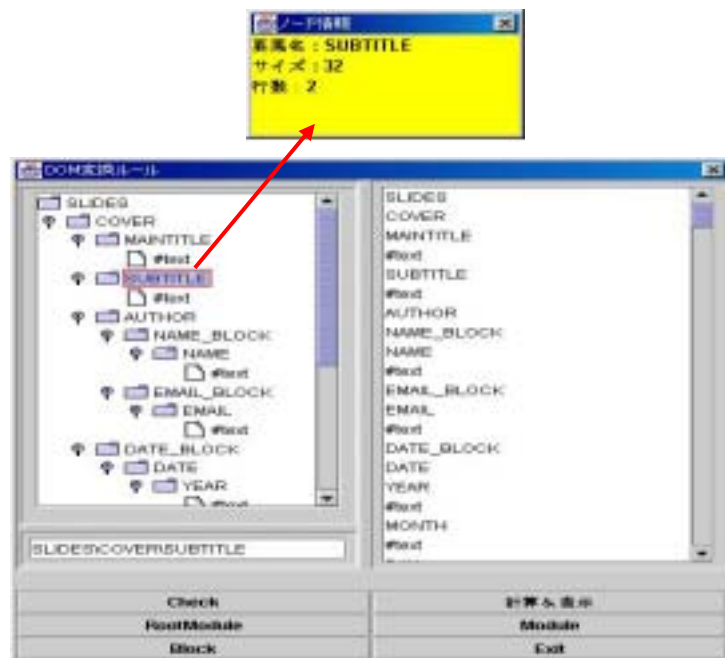 ノード情報
要素名：SUBTITLE
サイズ：32
行数：2
DOM変換ルール
SLIDES
COVER
MAINTITLE
#text
SUBTITLE
#text
AUTHOR
NAME_BLOCK
NAME
#text
EMAIL_BLOCK
EMAIL
#text
DATE_BLOCK
DATE
YEAR
#text
SLIDES\COVER\SUBTITLE
SLIDES
COVER
MAINTITLE
#text
SUBTITLE
#text
AUTHOR
NAME_BLOCK
NAME
#text
EMAIL_BLOCK
EMAIL
#text
DATE_BLOCK
DATE
YEAR
#text
MONTH
#text
Check
計算＆表示
RootModule
Module
Block
Exit